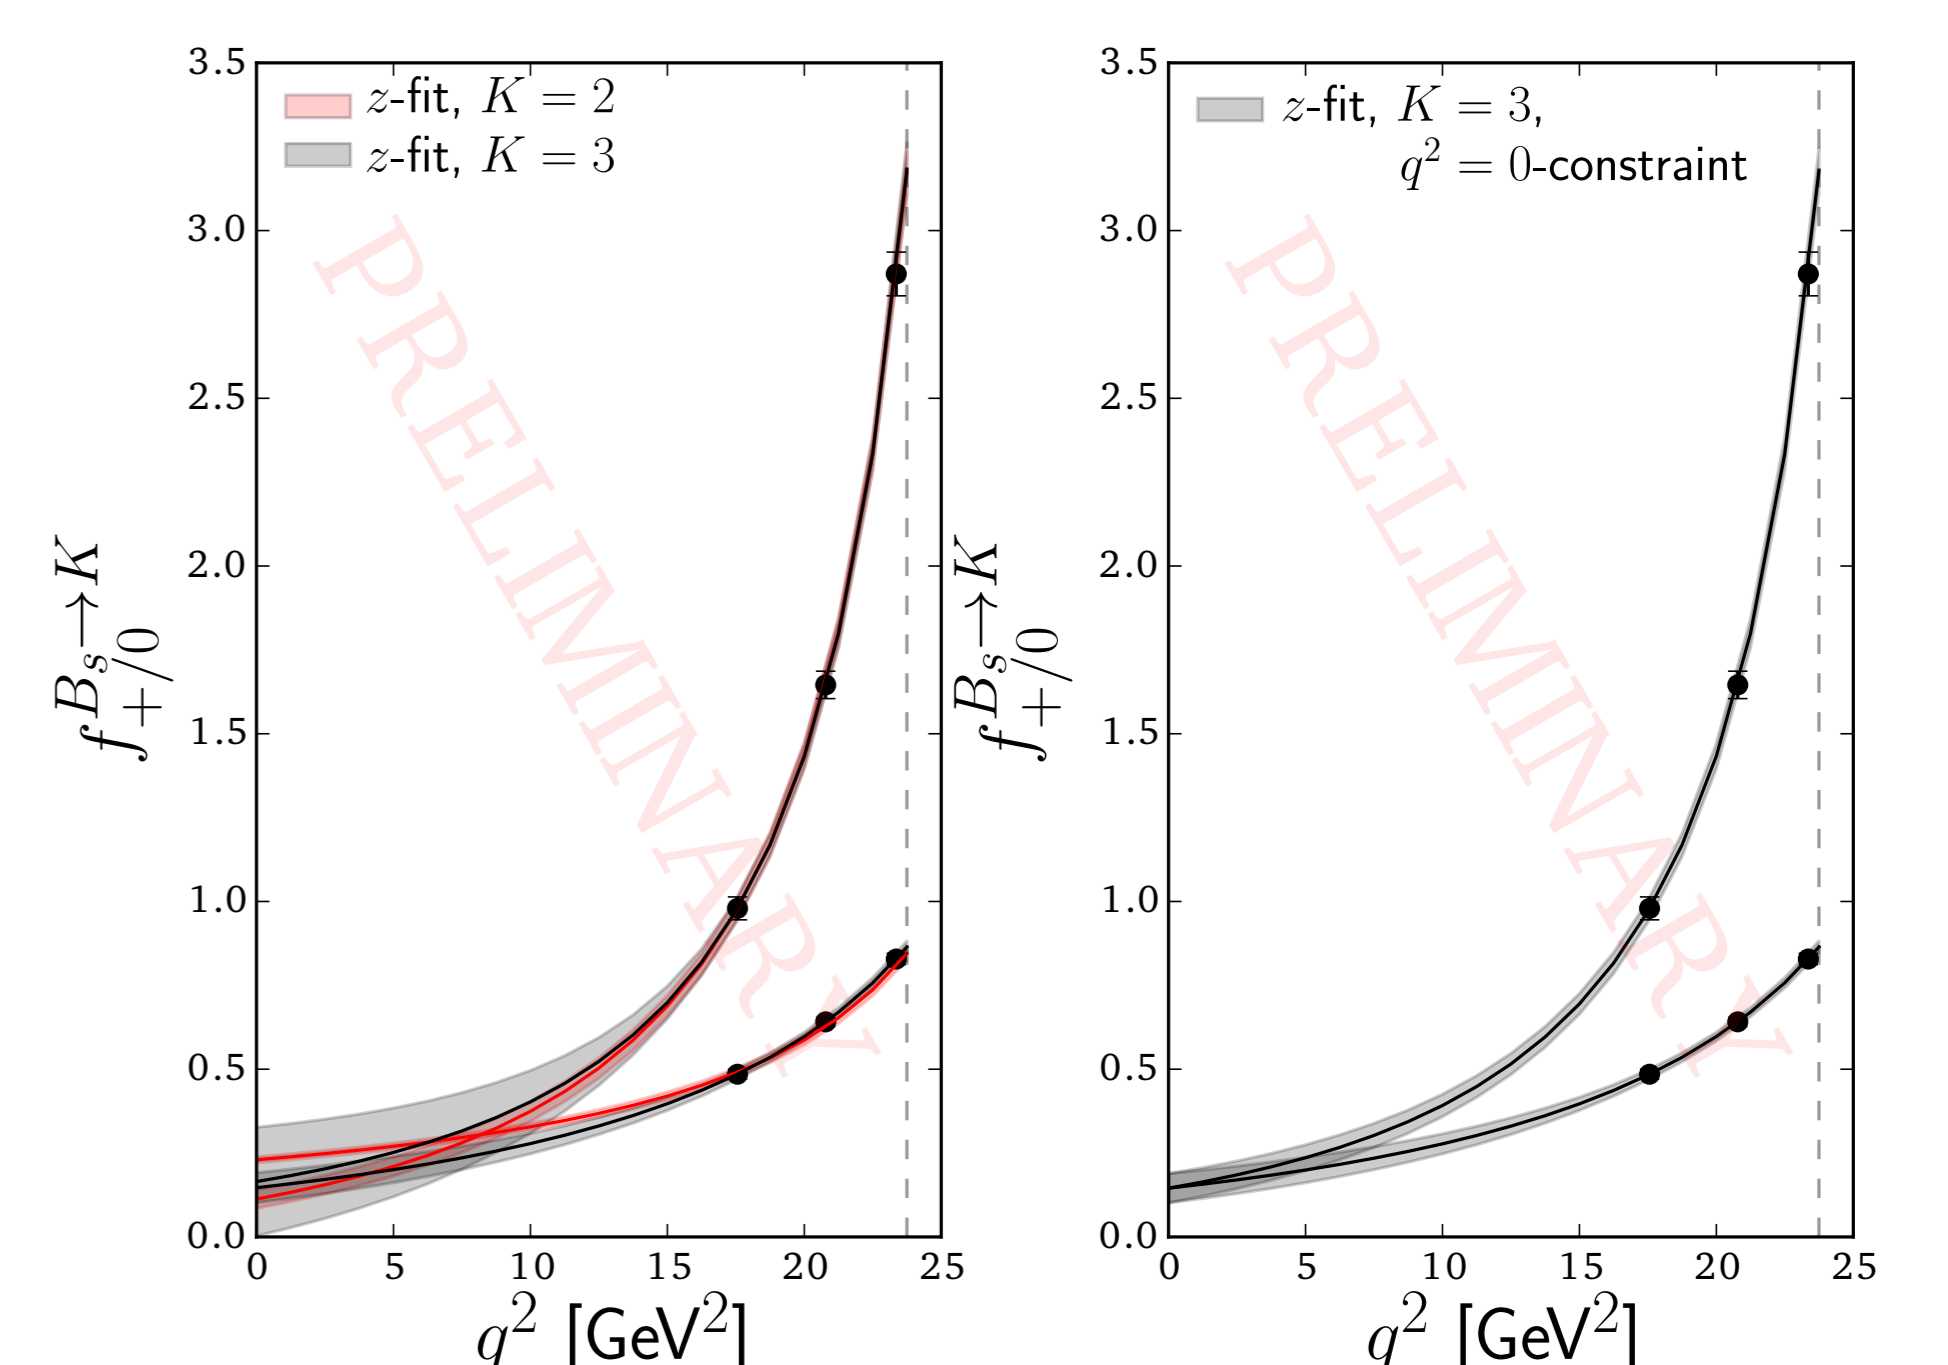 3.5
3.0
2.5
2.0
1.5
1.0
0.5
0.0
0 5 10 15 20 25
z-fit, K = 2
z-fit, K = 3
PRELIMINARY
f^{B_s→K}_{+/0}
q² [GeV²]
3.5
3.0
2.5
2.0
1.5
1.0
0.5
0.0
0 5 10 15 20 25
z-fit, K = 3,
q² = 0-constraint
PRELIMINARY
f^{B_s→K}_{+/0}
q² [GeV²]